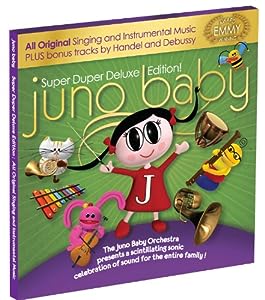 All Original Singing and Instrumental Music
PLUS bonus tracks by Handel and Debussy
EMMY
Super Duper Deluxe Edition!
juno baby
J
The Juno Baby Orchestra
presents a scintillating sonic
celebration of sound for the entire family!
juno baby Super Duper Deluxe Edition: All Original Singing and Instrumental Music